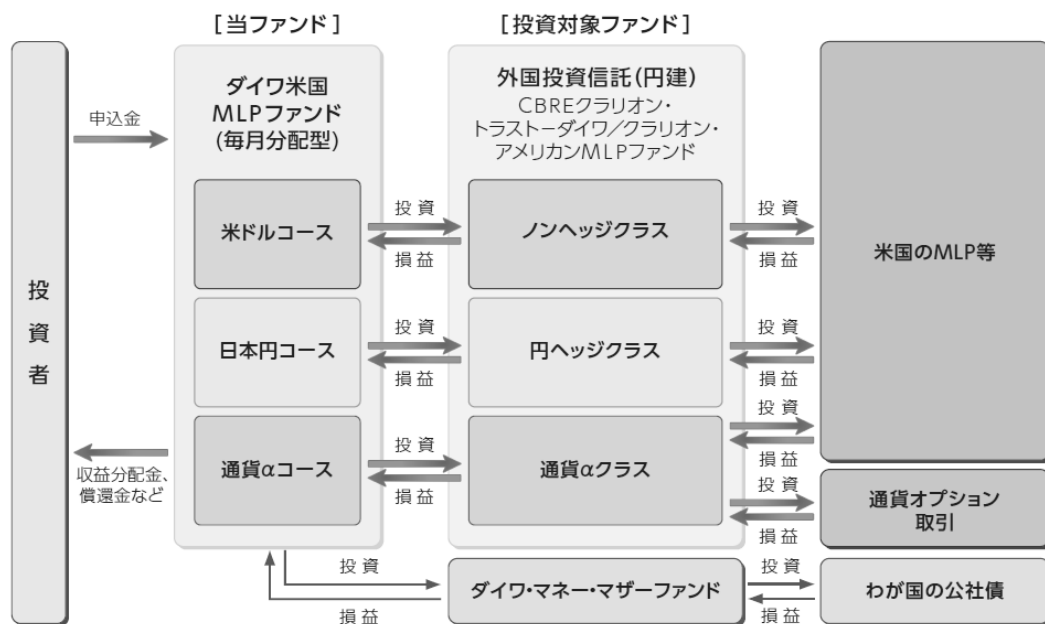 [当ファンド]
[投資対象ファンド]
投資者
申込金
収益分配金、
償還金など
ダイワ米国
MLPファンド
(毎月分配型)
米ドルコース
日本円コース
通貨αコース
投資
損益
投資
損益
投資
損益
外国投資信託(円建)
CBREクラリオン・
トラスト－ダイワ／クラリオン・
アメリカンMLPファンド
ノンヘッジクラス
円ヘッジクラス
通貨αクラス
投資
損益
投資
損益
投資
損益
投資
損益
米国のMLP等
通貨オプション
取引
投資
損益
ダイワ・マネー・マザーファンド
投資
損益
わが国の公社債